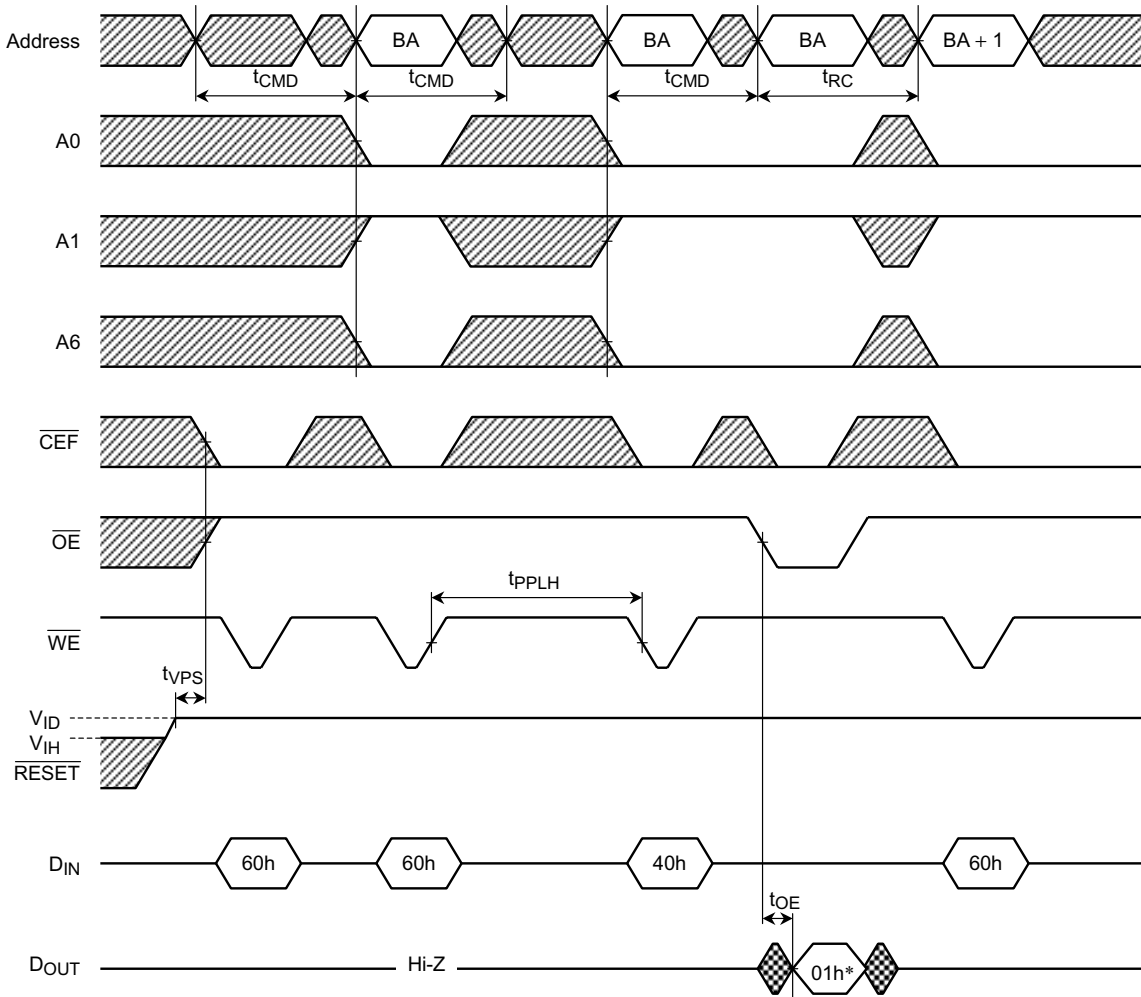 Address BA BA BA BA + 1
tCMD tCMD tCMD tRC
A0
A1
A6
CEF
OE
tPPLH
WE
tVPS
VID
VIH
RESET
DIN 60h 60h 40h 60h
tOE
DOUT Hi-Z 01h*